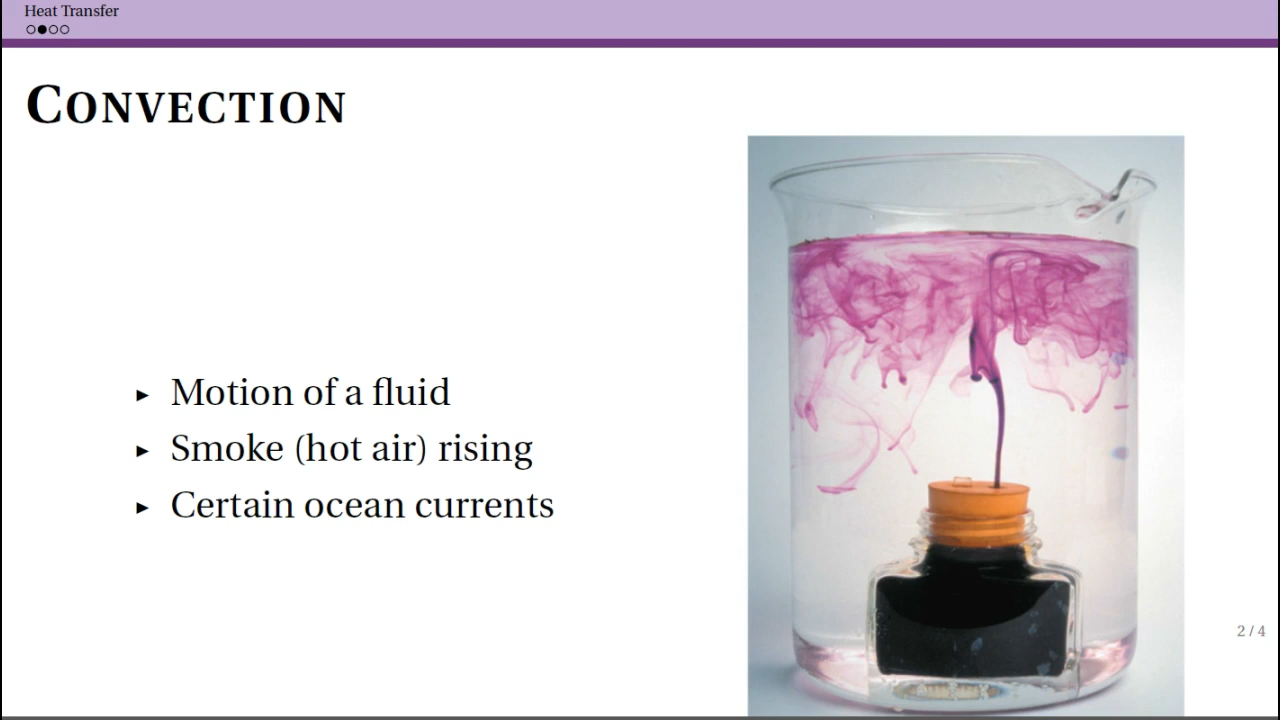 Heat Transfer
CONVECTION
▸ Motion of a fluid
▸ Smoke (hot air) rising
▸ Certain ocean currents
2 / 4